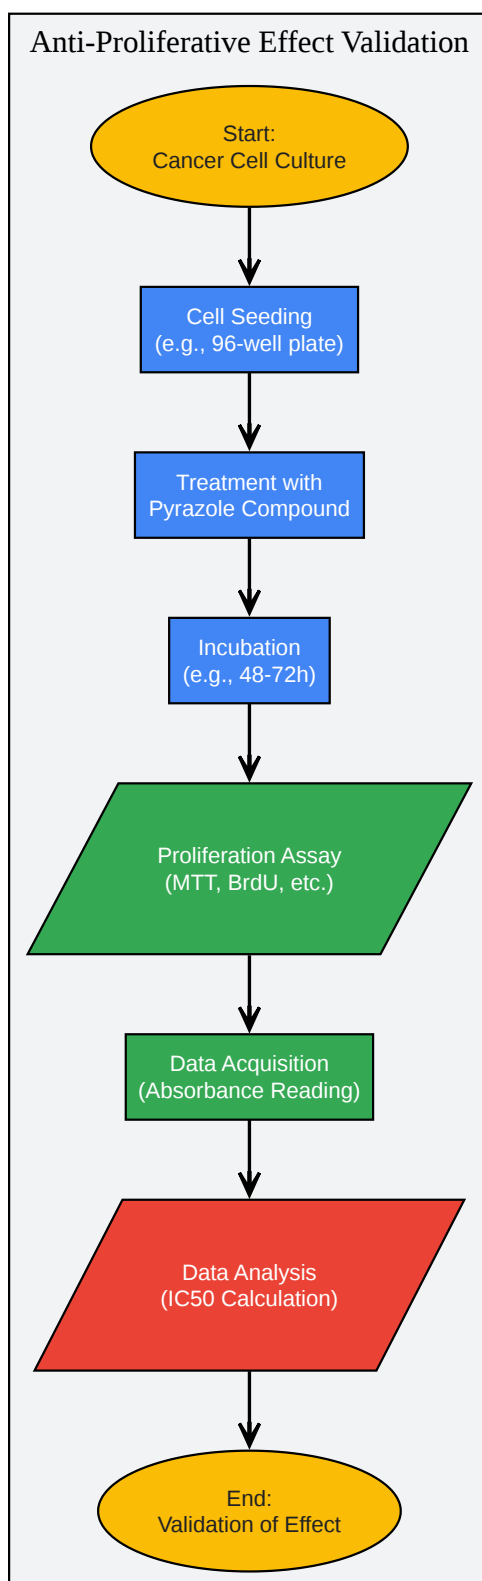 Anti-Proliferative Effect Validation
Start:
Cancer Cell Culture
Cell Seeding
(e.g., 96-well plate)
Treatment with
Pyrazole Compound
Incubation
(e.g., 48-72h)
Proliferation Assay
(MTT, BrdU, etc.)
Data Acquisition
(Absorbance Reading)
Data Analysis
(IC50 Calculation)
End:
Validation of Effect